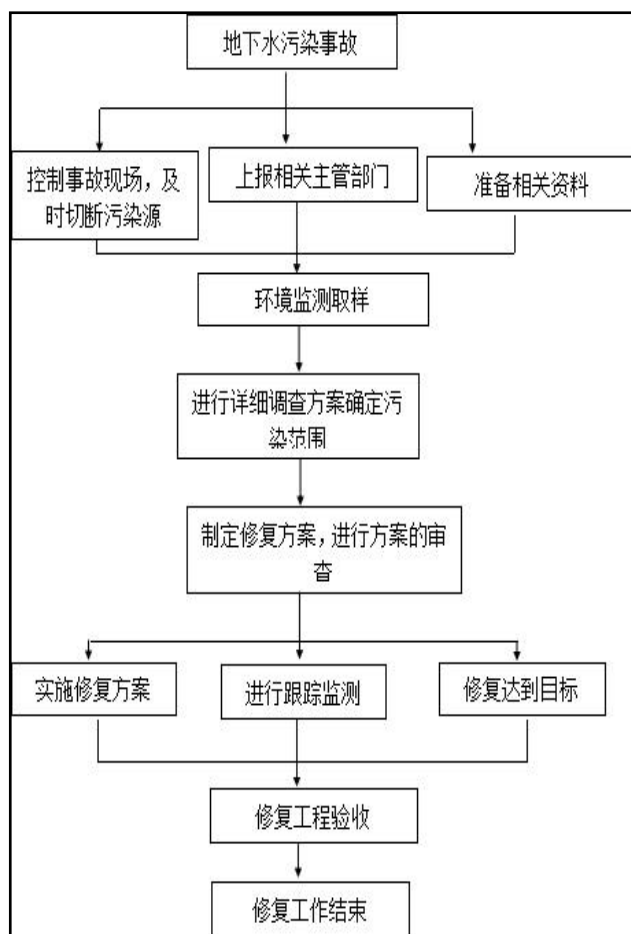 地下水污染事故
控制事故现场，及
时切断污染源
上报相关主管部门
准备相关资料
环境监测取样
进行详细调查方案确定污
染范围
制定修复方案，进行方案的审
查
实施修复方案
进行跟踪监测
修复达到目标
修复工程验收
修复工作结束